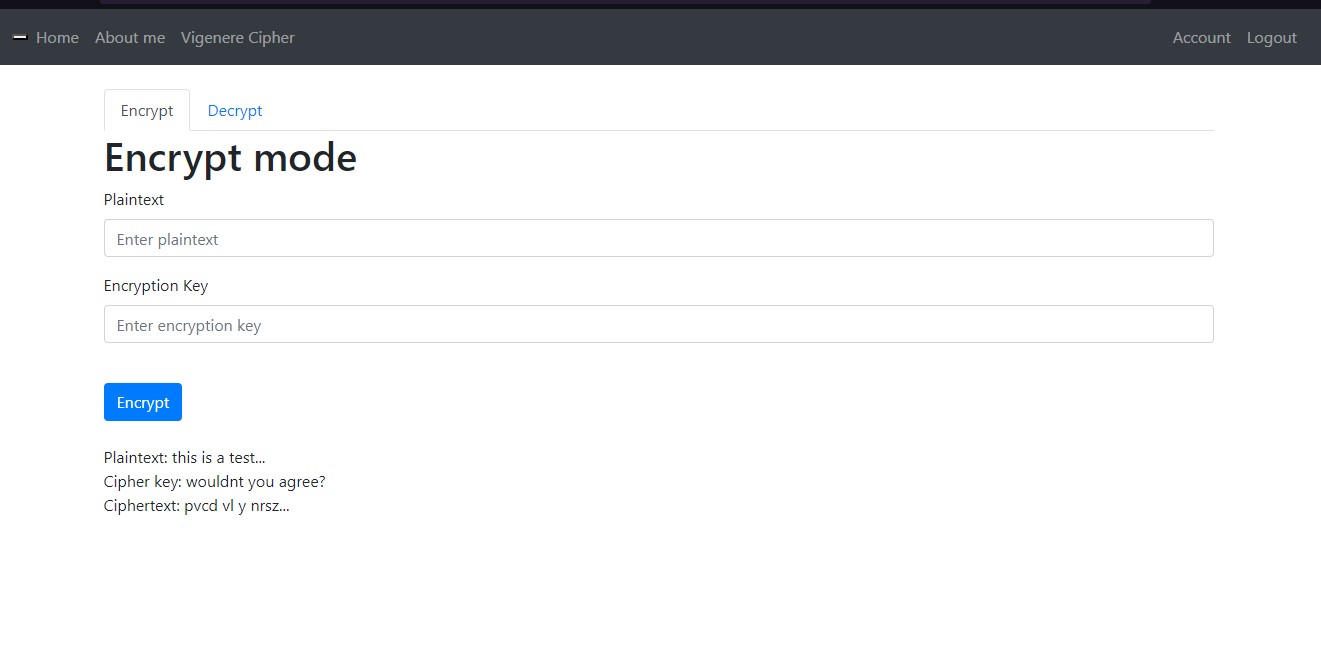 Home About me Vigenere Cipher Account Logout
Encrypt Decrypt
Encrypt mode
Plaintext
Enter plaintext
Encryption Key
Enter encryption key
Encrypt
Plaintext: this is a test...
Cipher key: wouldnt you agree?
Ciphertext: pvcd vl y nrsz...